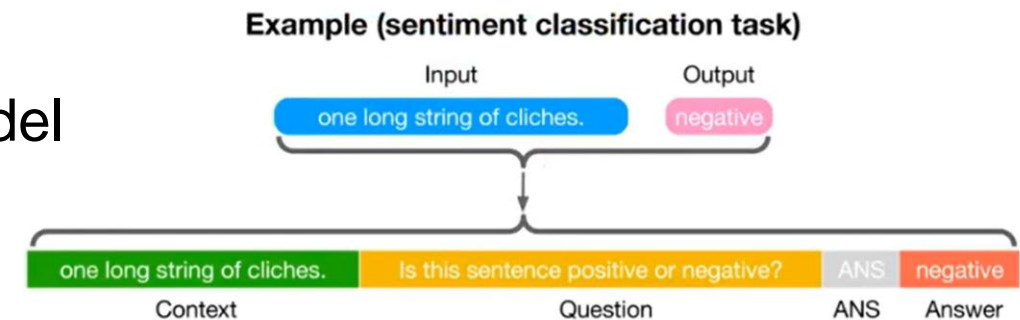 Example (sentiment classification task)
Input Output
del
one long string of cliches. negative
one long string of cliches. Is this sentence positive or negative? ANS negative
Context Question ANS Answer